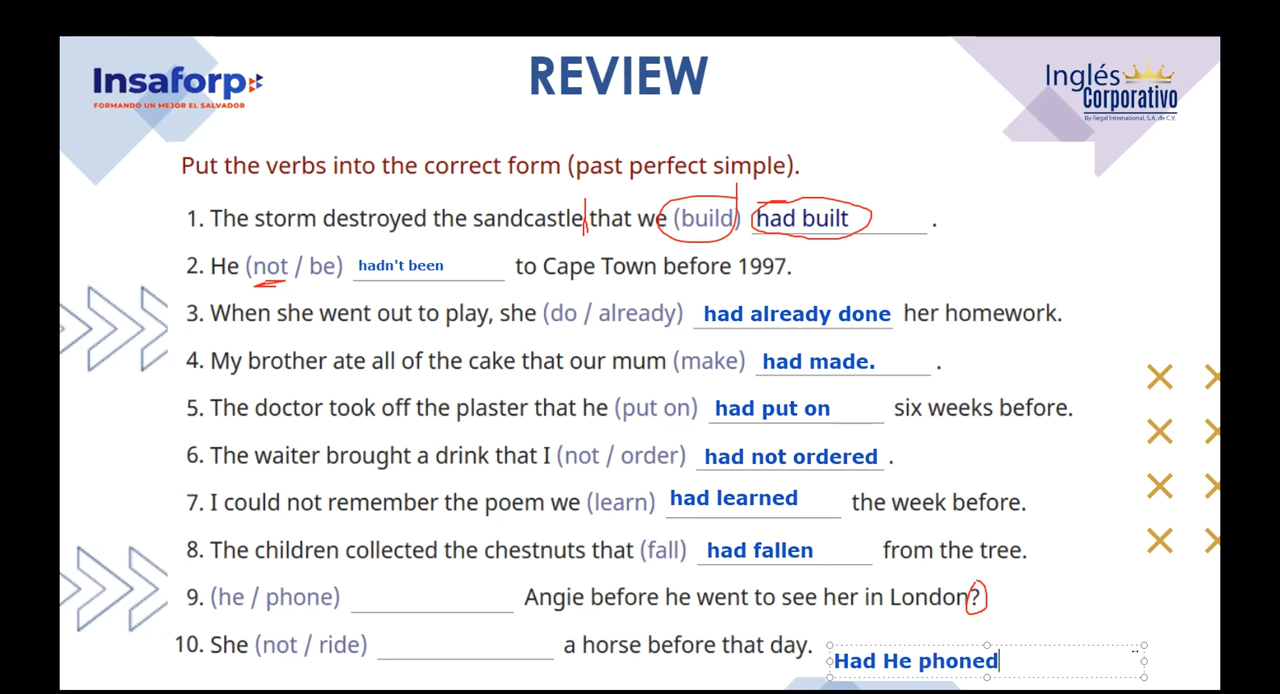 Insaforp
FORMANDO UN MEJOR EL SALVADOR
REVIEW
Inglés
Corporativo
By Regal International, S.A. de C.V.
Put the verbs into the correct form (past perfect simple).
1. The storm destroyed the sandcastle that we (build) had built .
2. He (not / be) hadn't been to Cape Town before 1997.
3. When she went out to play, she (do / already) had already done her homework.
4. My brother ate all of the cake that our mum (make) had made. .
5. The doctor took off the plaster that he (put on) had put on six weeks before.
6. The waiter brought a drink that I (not / order) had not ordered .
7. I could not remember the poem we (learn) had learned the week before.
8. The children collected the chestnuts that (fall) had fallen from the tree.
9. (he / phone) Angie before he went to see her in London?
10. She (not / ride) a horse before that day.
Had He phoned